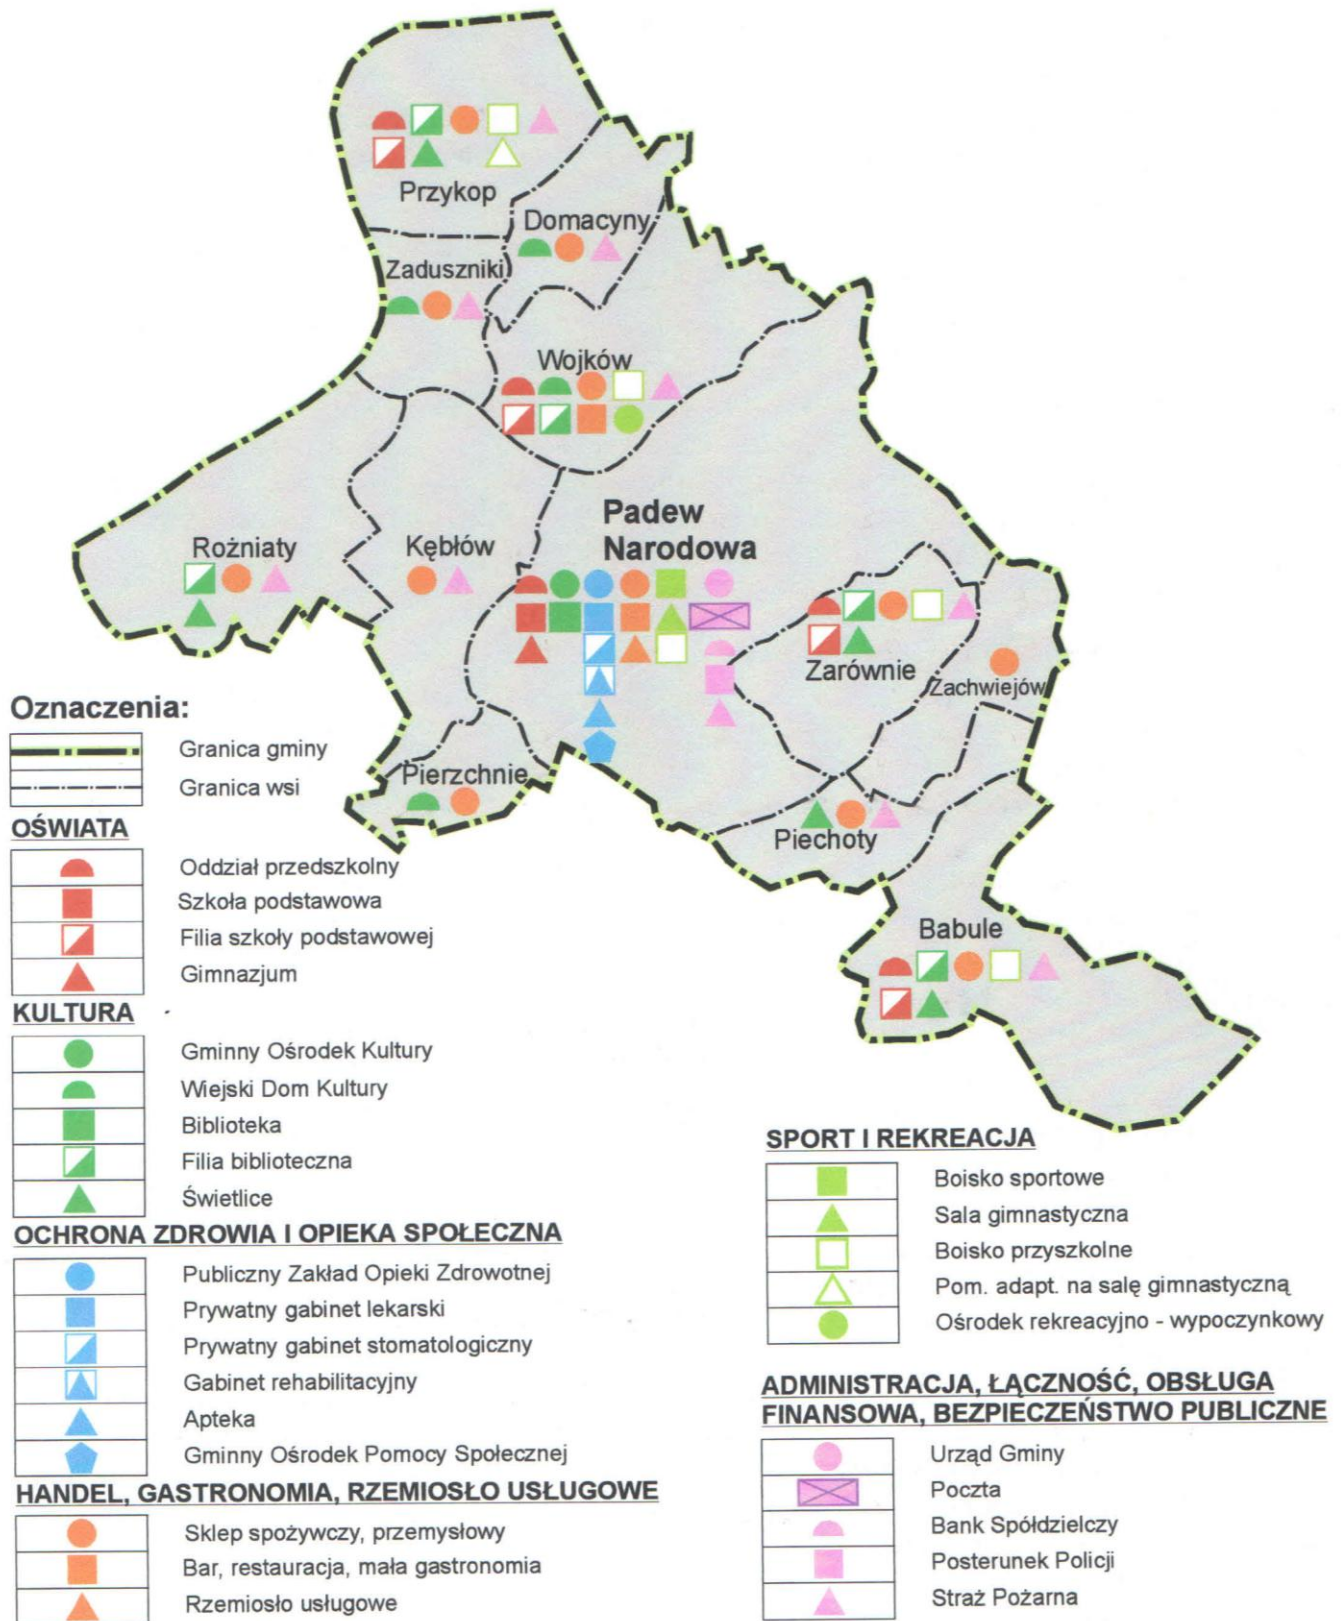 Przykop
Domacyny
Zaduszniki
Wojków
Padew
Narodowa
Rożniaty
Kębłów
Zarównie
Zachwiejów
Pierzchnie
Piechoty
Babule
Oznaczenia:
Granica gminy
Granica wsi
OŚWIATA
Oddział przedszkolny
Szkoła podstawowa
Filia szkoły podstawowej
Gimnazjum
KULTURA
Gminny Ośrodek Kultury
Wiejski Dom Kultury
Biblioteka
Filia biblioteczna
Świetlice
OCHRONA ZDROWIA I OPIEKA SPOŁECZNA
Publiczny Zakład Opieki Zdrowotnej
Prywatny gabinet lekarski
Prywatny gabinet stomatologiczny
Gabinet rehabilitacyjny
Apteka
Gminny Ośrodek Pomocy Społecznej
HANDEL, GASTRONOMIA, RZEMIOSŁO USŁUGOWE
Sklep spożywczy, przemysłowy
Bar, restauracja, mała gastronomia
Rzemiosło usługowe
SPORT I REKREACJA
Boisko sportowe
Sala gimnastyczna
Boisko przyszkolne
Pom. adapt. na salę gimnastyczną
Ośrodek rekreacyjno - wypoczynkowy
ADMINISTRACJA, ŁĄCZNOŚĆ, OBSŁUGA
FINANSOWA, BEZPIECZEŃSTWO PUBLICZNE
Urząd Gminy
Poczta
Bank Spółdzielczy
Posterunek Policji
Straż Pożarna